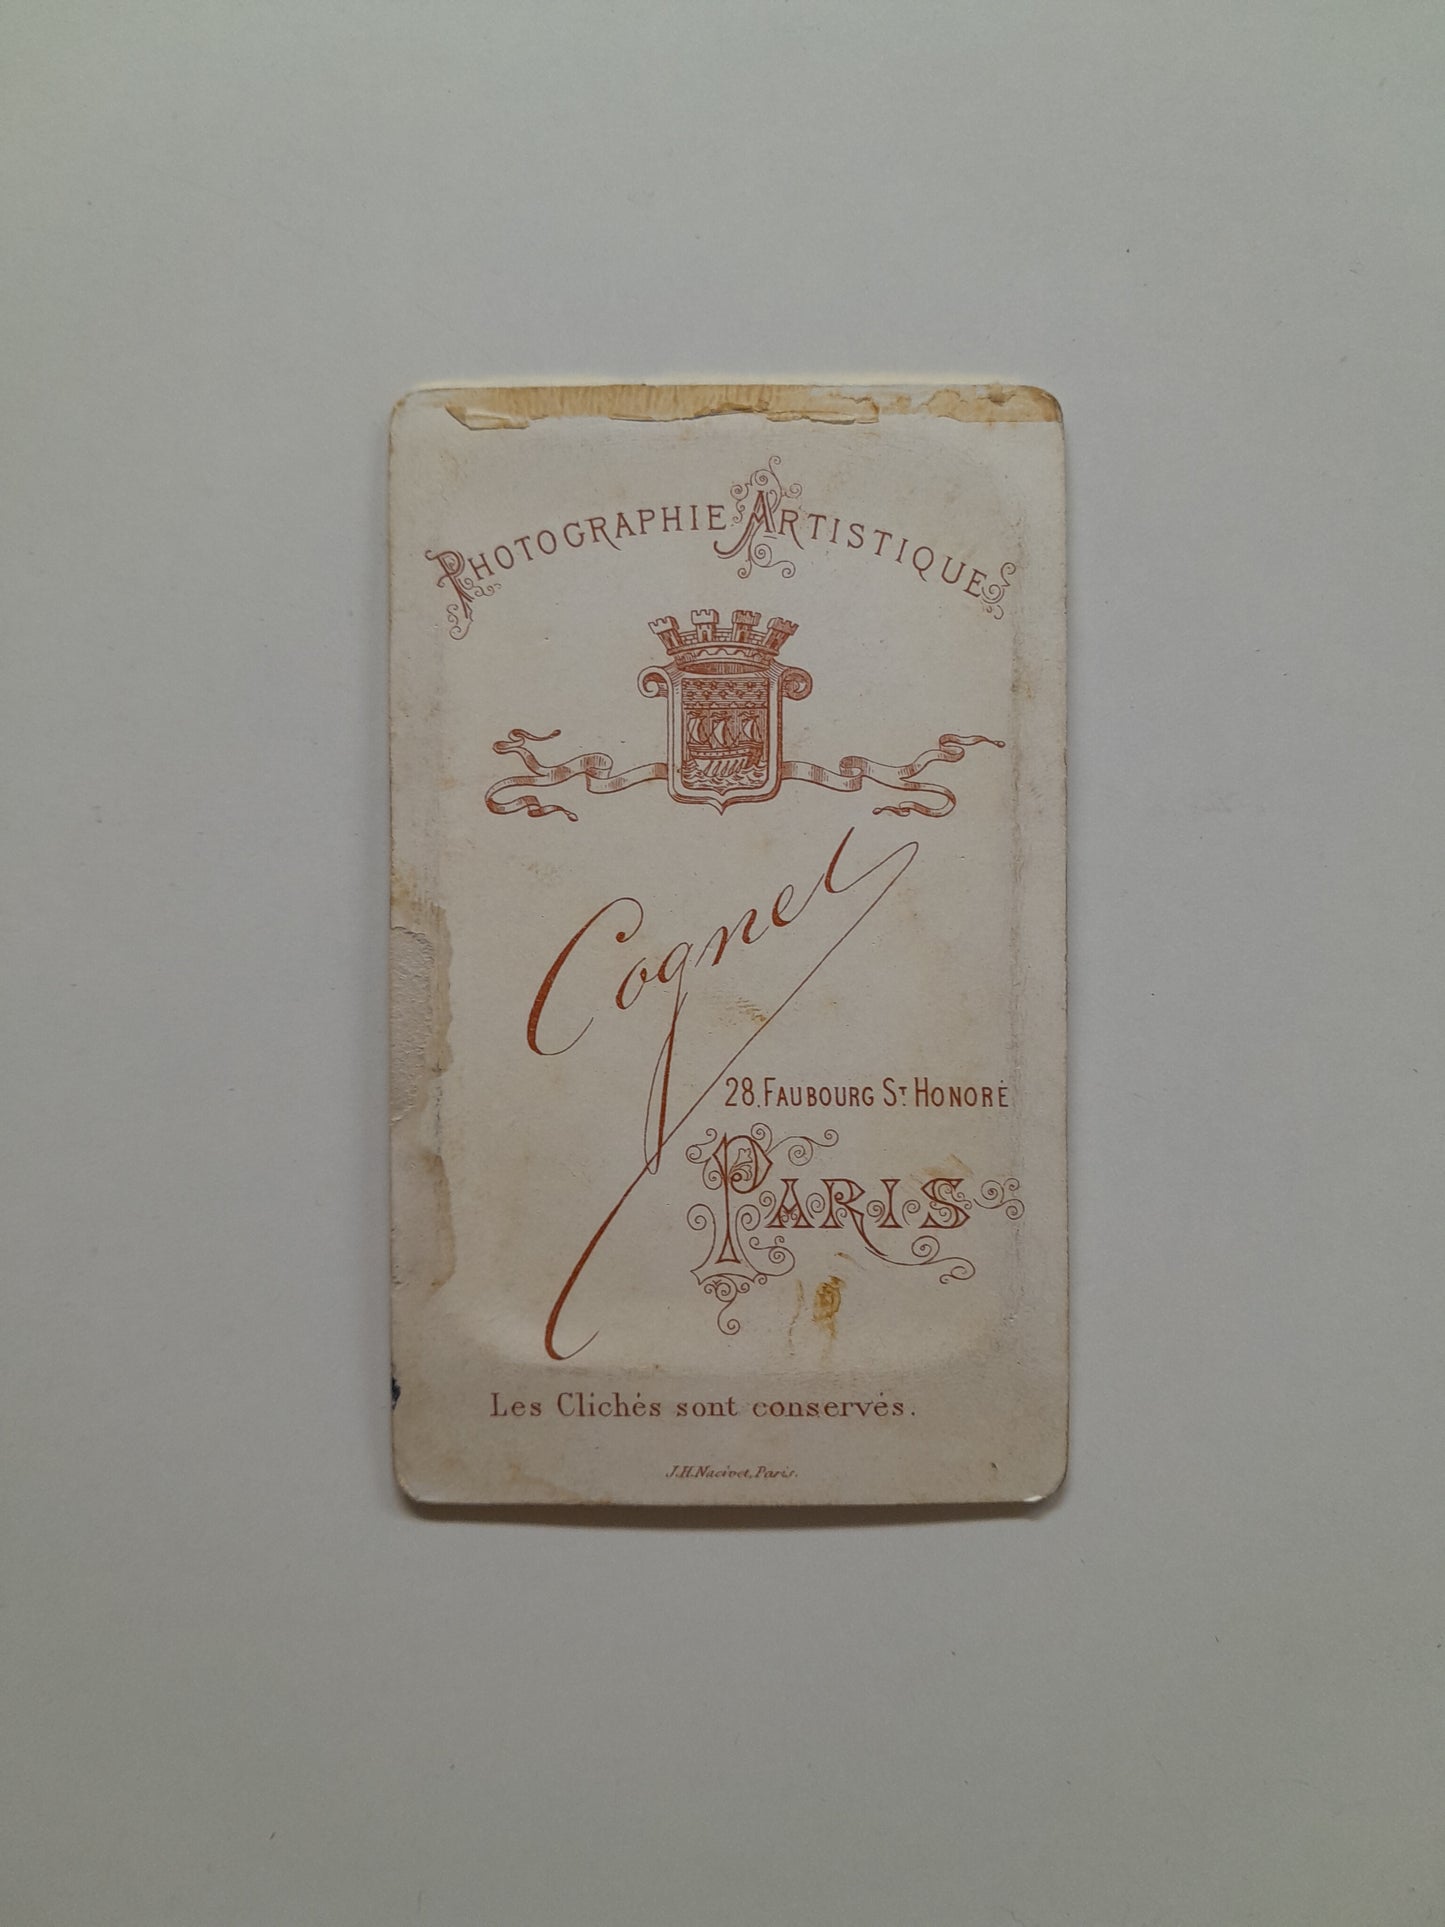 PHOTOGRAPHIE ARTISTIQUE
Cognet
28. FAUBOURG ST. HONORÉ
PARIS
Les Clichés sont conservés.
J.H. Nacivet, Paris.